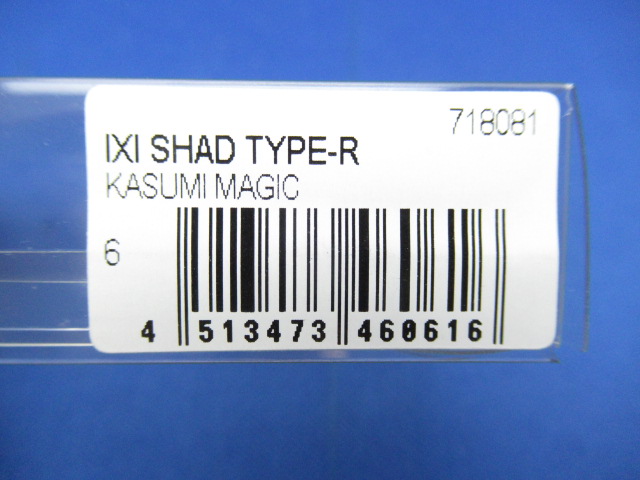 718081
IXI SHAD TYPE-R
KASUMI MAGIC
6
4 513473 460616